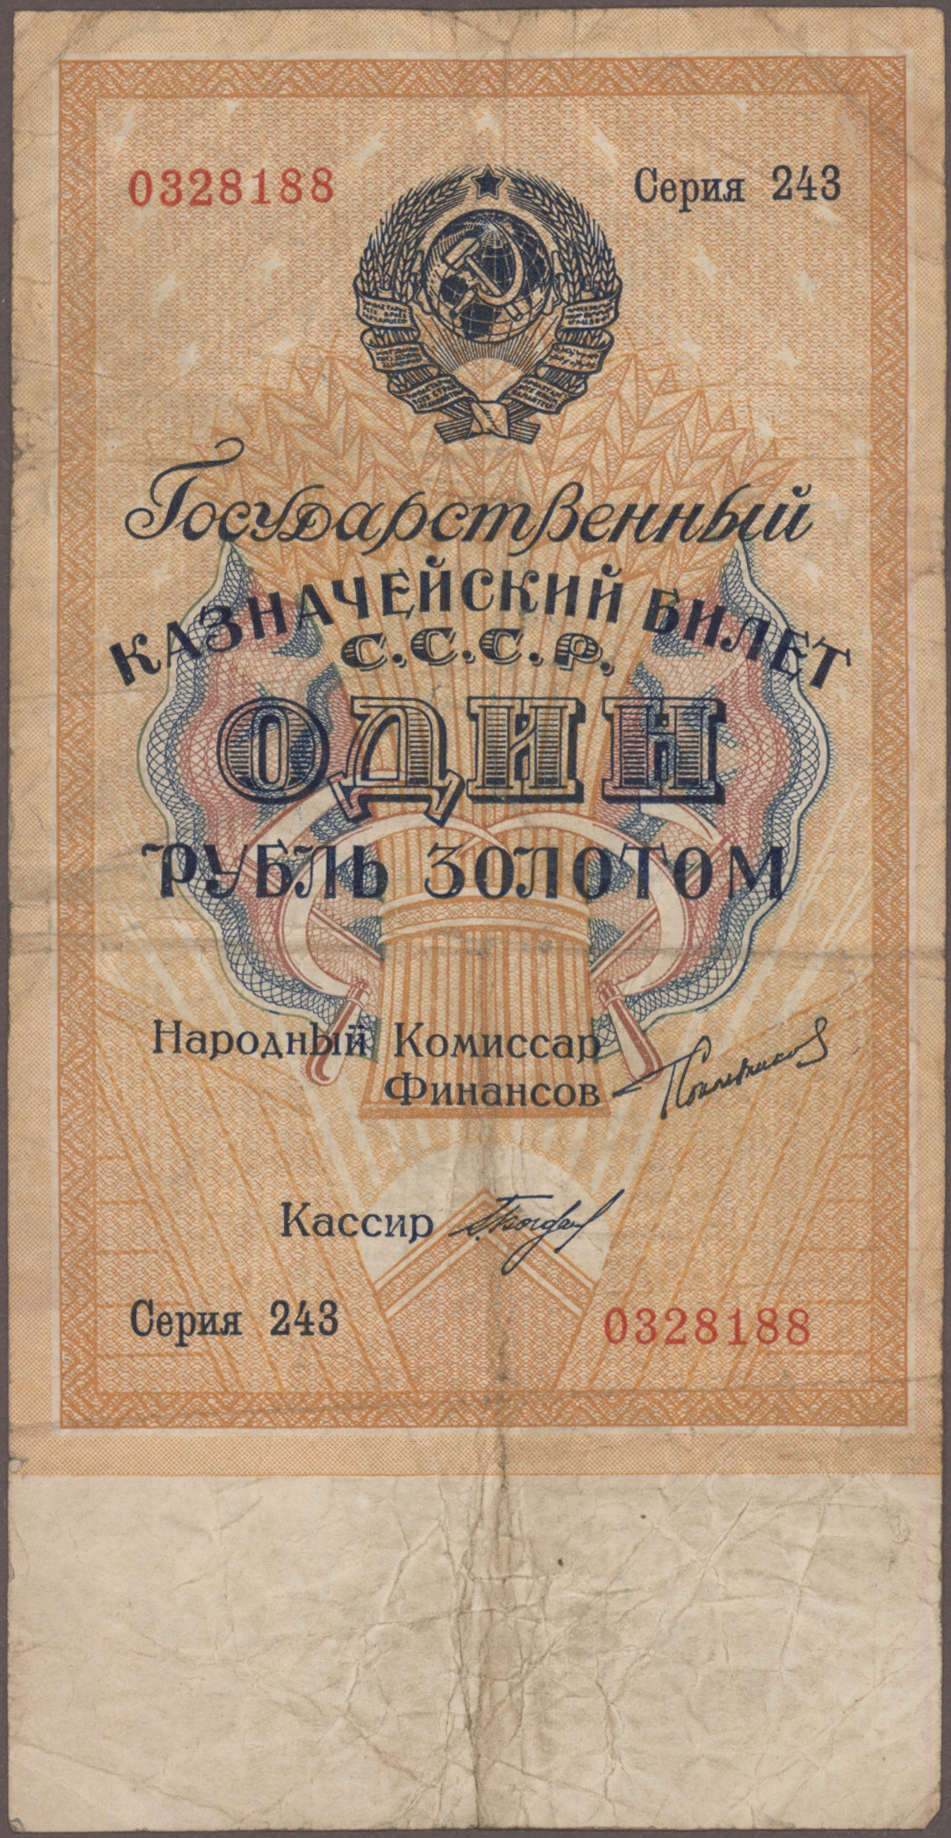 0328188 Серия 243
Государственный
КАЗНАЧЕЙСКИЙ БИЛЕТ
С.С.С.Р.
ОДИН
РУБЛЬ ЗОЛОТОМ
Народный Комиссар
Финансов
Кассир
Серия 243 0328188